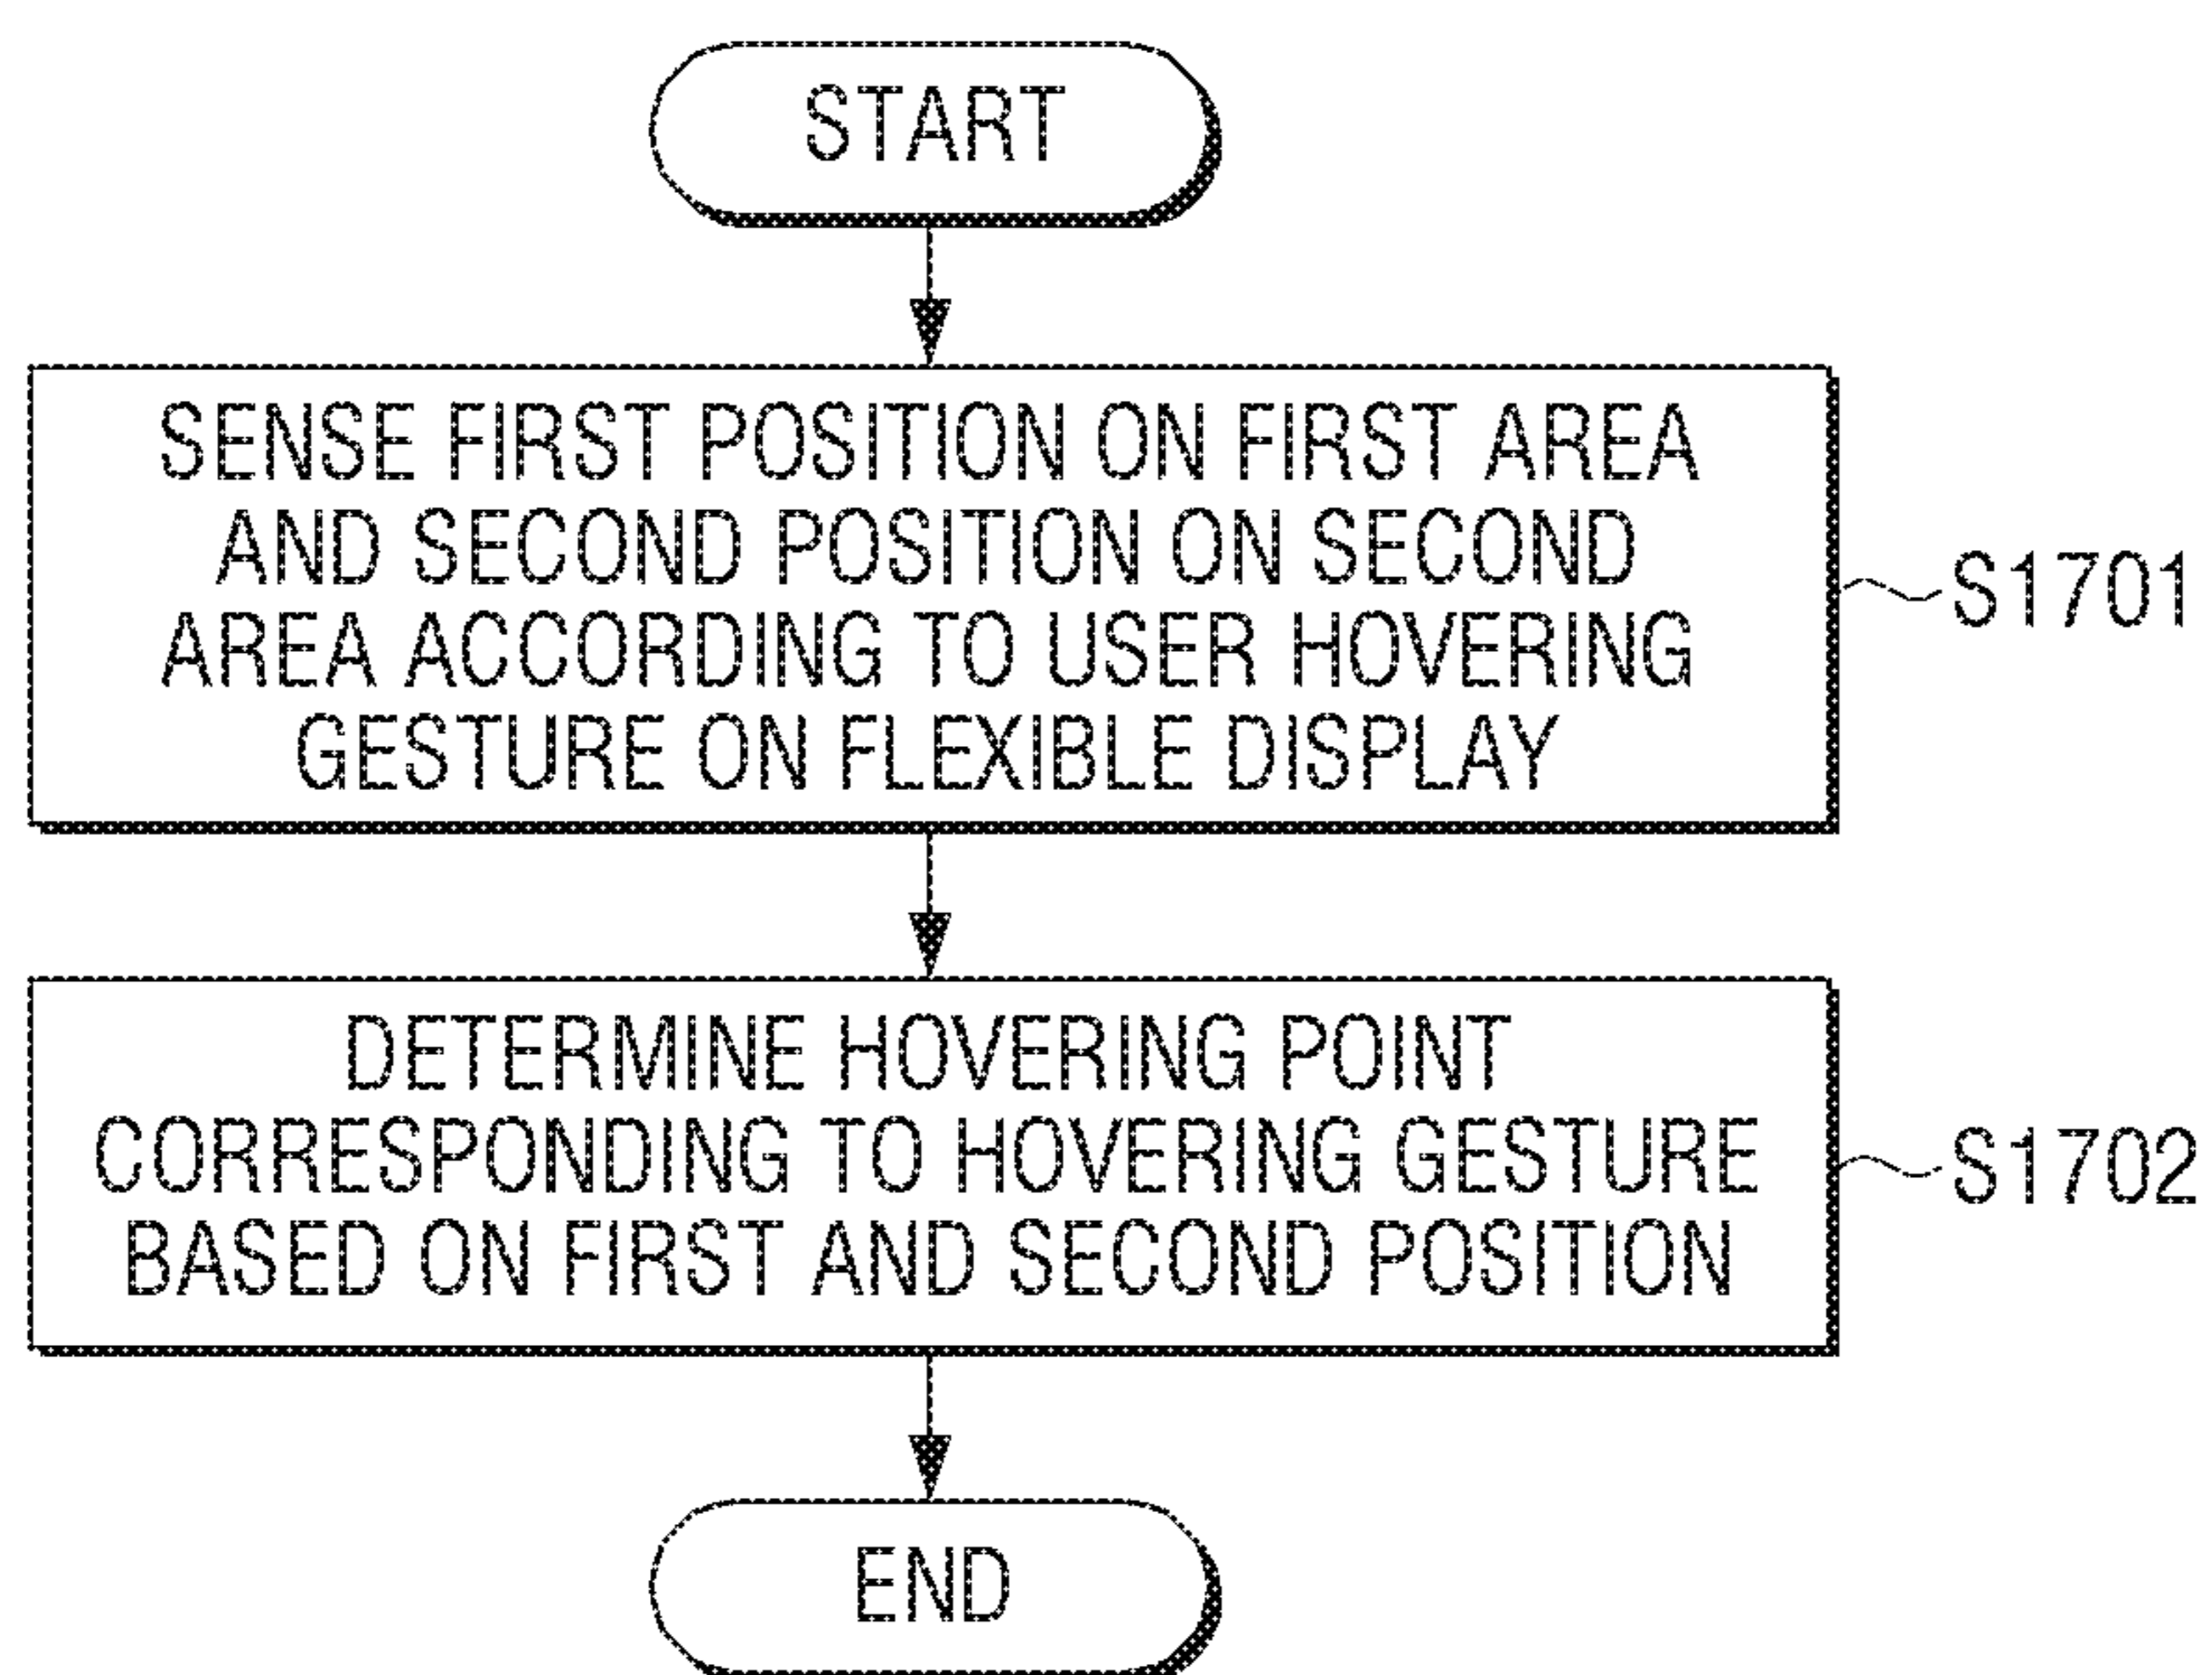 START
SENSE FIRST POSITION ON FIRST AREA
AND SECOND POSITION ON SECOND
AREA ACCORDING TO USER HOVERING
GESTURE ON FLEXIBLE DISPLAY
S1701
DETERMINE HOVERING POINT
CORRESPONDING TO HOVERING GESTURE
BASED ON FIRST AND SECOND POSITION
S1702
END